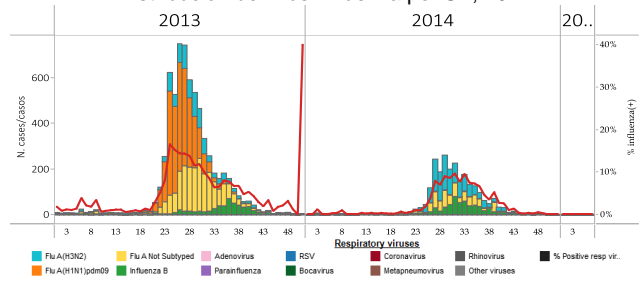 2013 2014 20..
N. cases/casos
600
400
200
0
40%
30%
20%
10%
0%
% influenza(+)
3 8 13 18 23 28 33 38 43 48 3 8 13 18 23 28 33 38 43 48 3
Respiratory viruses
Flu A(H3N2) Flu A Not Subtyped Adenovirus RSV Coronavirus Rhinovirus % Positive resp vir..
Flu A(H1N1)pdm09 Influenza B Parainfluenza Bocavirus Metapneumovirus Other viruses